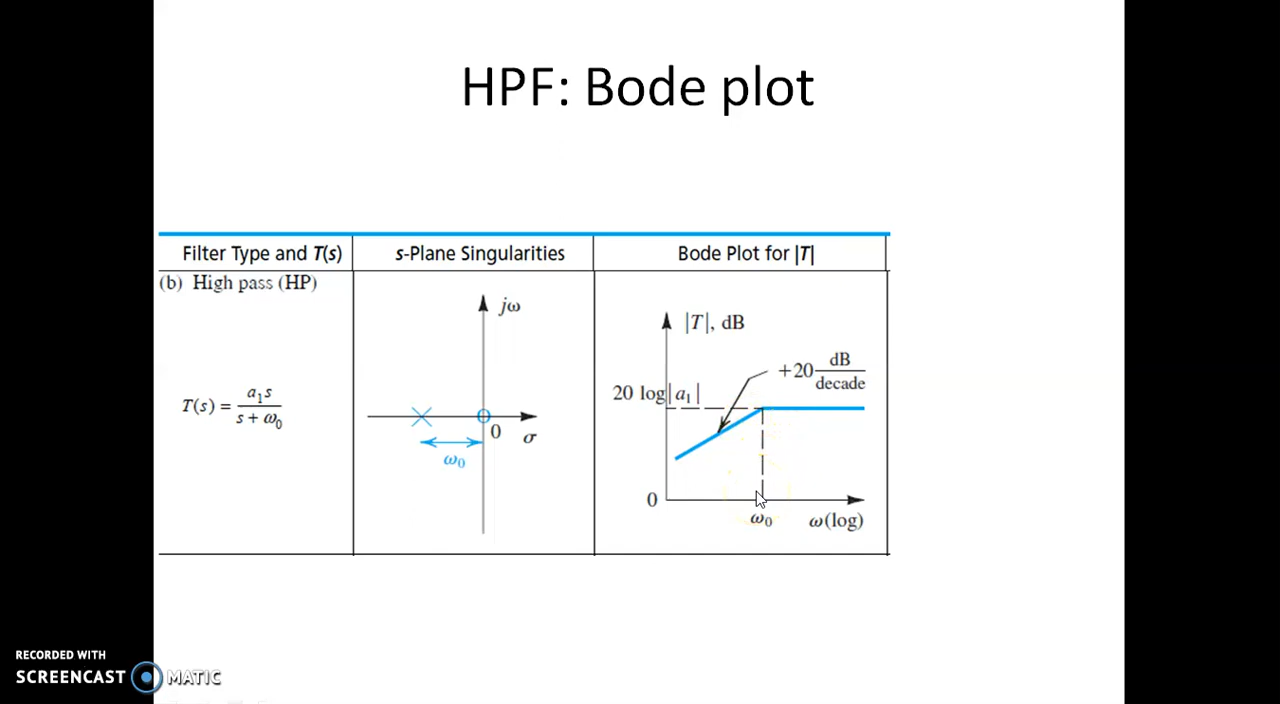 HPF: Bode plot
Filter Type and T(s)
s-Plane Singularities
Bode Plot for |T|
(b) High pass (HP)
T(s) = a₁s / (s + ω₀)
jω
0
σ
ω₀
|T|, dB
+20 dB/decade
20 log|a₁|
0
ω₀
ω(log)
RECORDED WITH
SCREENCAST MATIC